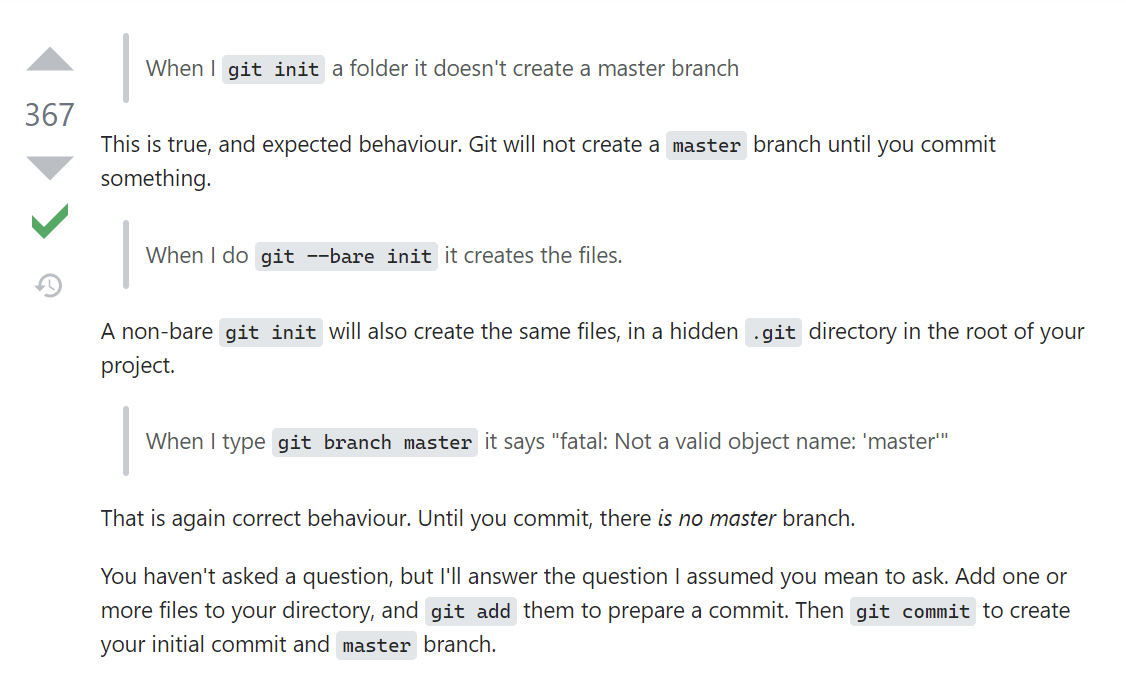 When I git init a folder it doesn't create a master branch
367
This is true, and expected behaviour. Git will not create a master branch until you commit
something.
When I do git --bare init it creates the files.
A non-bare git init will also create the same files, in a hidden .git directory in the root of your
project.
When I type git branch master it says "fatal: Not a valid object name: 'master'"
That is again correct behaviour. Until you commit, there is no master branch.
You haven't asked a question, but I'll answer the question I assumed you mean to ask. Add one or
more files to your directory, and git add them to prepare a commit. Then git commit to create
your initial commit and master branch.